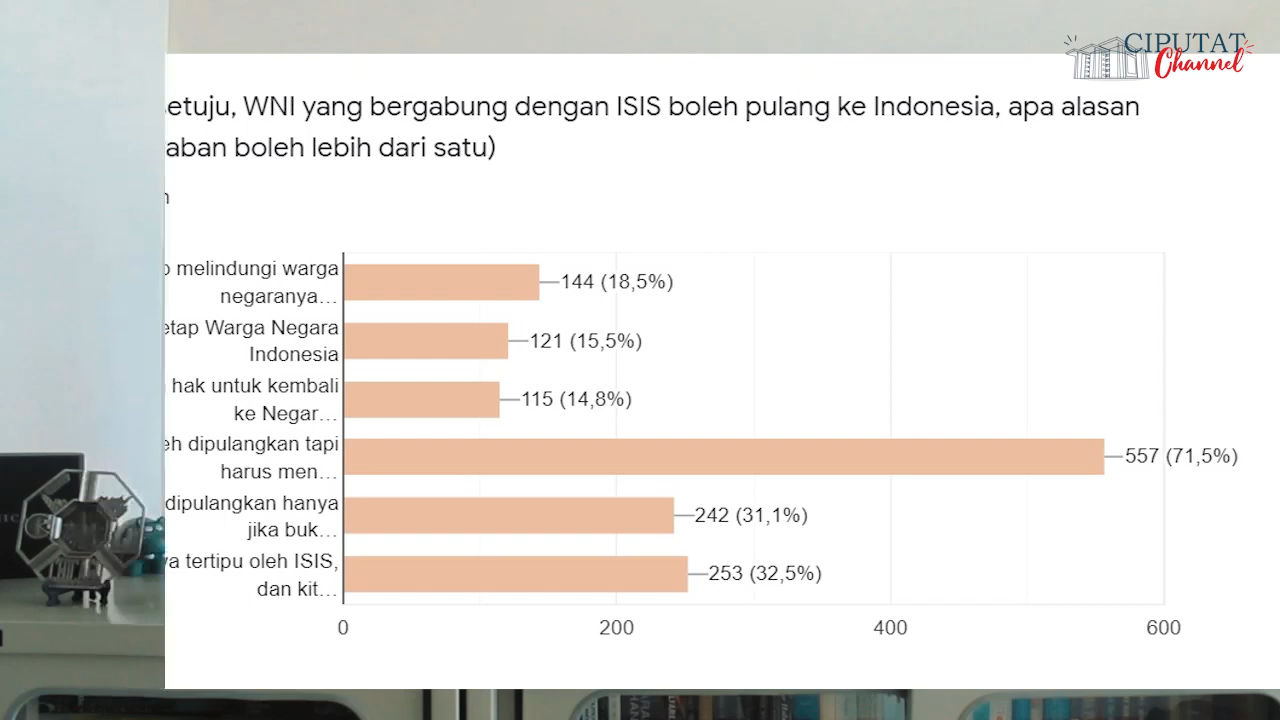 CIPUTAT
Channel
setuju, WNI yang bergabung dengan ISIS boleh pulang ke Indonesia, apa alasan
aban boleh lebih dari satu)
melindungi warga
negaranya…
etap Warga Negara
Indonesia
hak untuk kembali
ke Negar…
eh dipulangkan tapi
harus men…
dipulangkan hanya
jika buk…
ya tertipu oleh ISIS,
dan kit…
144 (18,5%)
121 (15,5%)
115 (14,8%)
557 (71,5%)
242 (31,1%)
253 (32,5%)
0 200 400 600